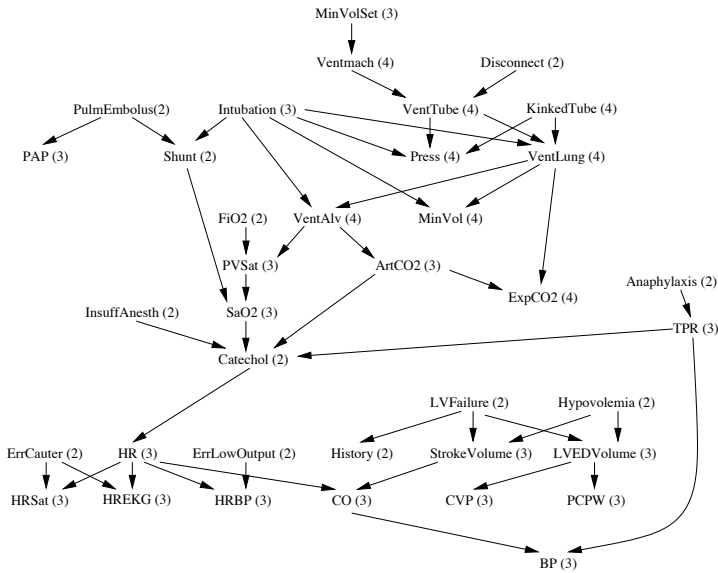 MinVolSet (3)
Ventmach (4)
Disconnect (2)
PulmEmbolus(2)
Intubation (3)
VentTube (4)
KinkedTube (4)
PAP (3)
Shunt (2)
Press (4)
VentLung (4)
FiO2 (2)
VentAlv (4)
MinVol (4)
PVSat (3)
ArtCO2 (3)
Anaphylaxis (2)
ExpCO2 (4)
InsuffAnesth (2)
SaO2 (3)
TPR (3)
Catechol (2)
LVFailure (2)
Hypovolemia (2)
ErrCauter (2)
HR (3)
ErrLowOutput (2)
History (2)
StrokeVolume (3)
LVEDVolume (3)
HRSat (3)
HREKG (3)
HRBP (3)
CO (3)
CVP (3)
PCPW (3)
BP (3)